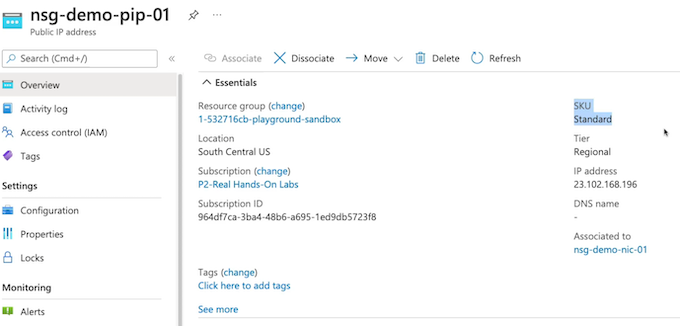 nsg-demo-pip-01
Public IP address
Search (Cmd+/)
Overview
Activity log
Access control (IAM)
Tags
Settings
Configuration
Properties
Locks
Monitoring
Alerts
Associate Dissociate Move Delete Refresh
Essentials
Resource group (change)
1-532716cb-playground-sandbox
Location
South Central US
Subscription (change)
P2-Real Hands-On Labs
Subscription ID
964df7ca-3ba4-48b6-a695-1ed9db5723f8
SKU
Standard
Tier
Regional
IP address
23.102.168.196
DNS name
-
Associated to
nsg-demo-nic-01
Tags (change)
Click here to add tags
See more